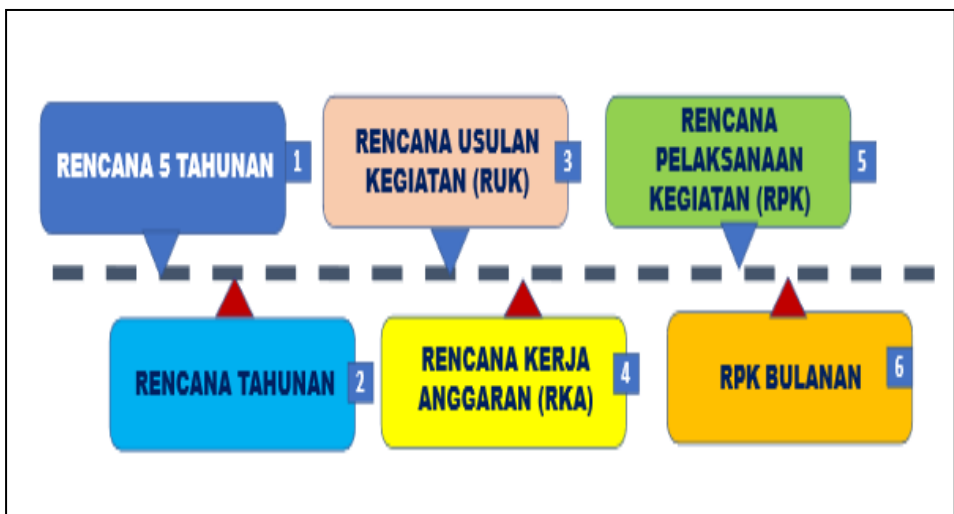 RENCANA 5 TAHUNAN
1
RENCANA TAHUNAN
2
RENCANA USULAN
KEGIATAN (RUK)
3
RENCANA KERJA
ANGGARAN (RKA)
4
RENCANA
PELAKSANAAN
KEGIATAN (RPK)
5
RPK BULANAN
6